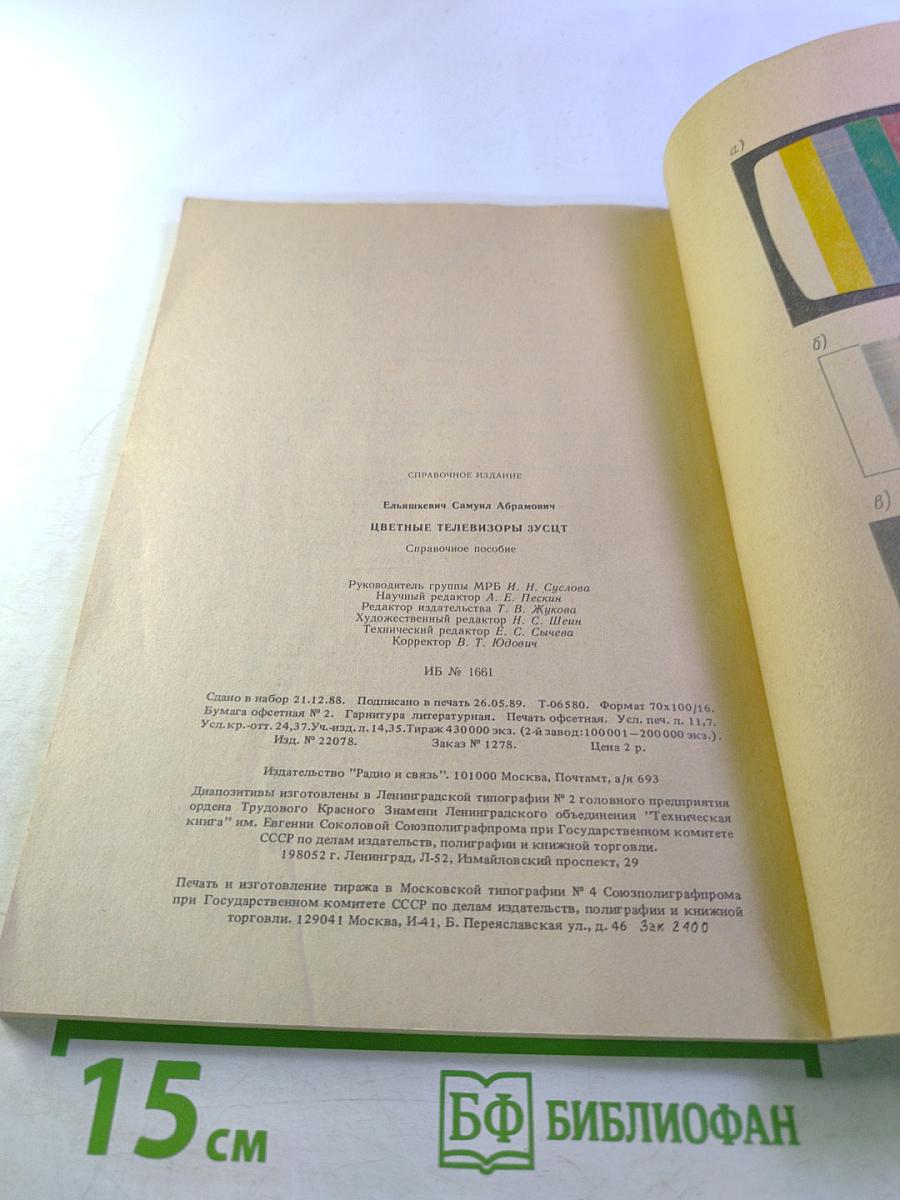 СПРАВОЧНОЕ ИЗДАНИЕ
Ельяшкевич Самуил Абрамович
ЦВЕТНЫЕ ТЕЛЕВИЗОРЫ ЗУСЦТ
Справочное пособие
Руководитель группы МРБ И. Н. Суслова
Научный редактор А. Е. Пескин
Редактор издательства Т. В. Жукова
Художественный редактор Н. С. Шеин
Технический редактор Е. С. Сычева
Корректор В. Т. Юдович
ИБ № 1661
Сдано в набор 21.12.88. Подписано в печать 26.05.89. Т-06580. Формат 70х100/16.
Бумага офсетная № 2. Гарнитура литературная. Печать офсетная. Усл. печ. л. 11,7.
Усл.кр.-отт. 24,37.Уч.-изд. л. 14,35.Тираж 430 000 экз. (2-й завод:100 001—200 000 экз.).
Изд. № 22078. Заказ № 1278. Цена 2 р.
Издательство "Радио и связь". 101000 Москва, Почтамт, а/я 693
Диапозитивы изготовлены в Ленинградской типографии № 2 головного предприятия
ордена Трудового Красного Знамени Ленинградского объединения "Техническая
книга" им. Евгении Соколовой Союзполиграфпрома при Государственном комитете
СССР по делам издательств, полиграфии и книжной торговли.
198052 г. Ленинград, Л-52, Измайловский проспект, 29
Печать и изготовление тиража в Московской типографии № 4 Союзполиграфпрома
при Государственном комитете СССР по делам издательств, полиграфии и книжной
торговли. 129041 Москва, И-41, Б. Переяславская ул., д. 46 Зак 2400
а)
б)
в)
15 см
БФ БИБЛИОФАН